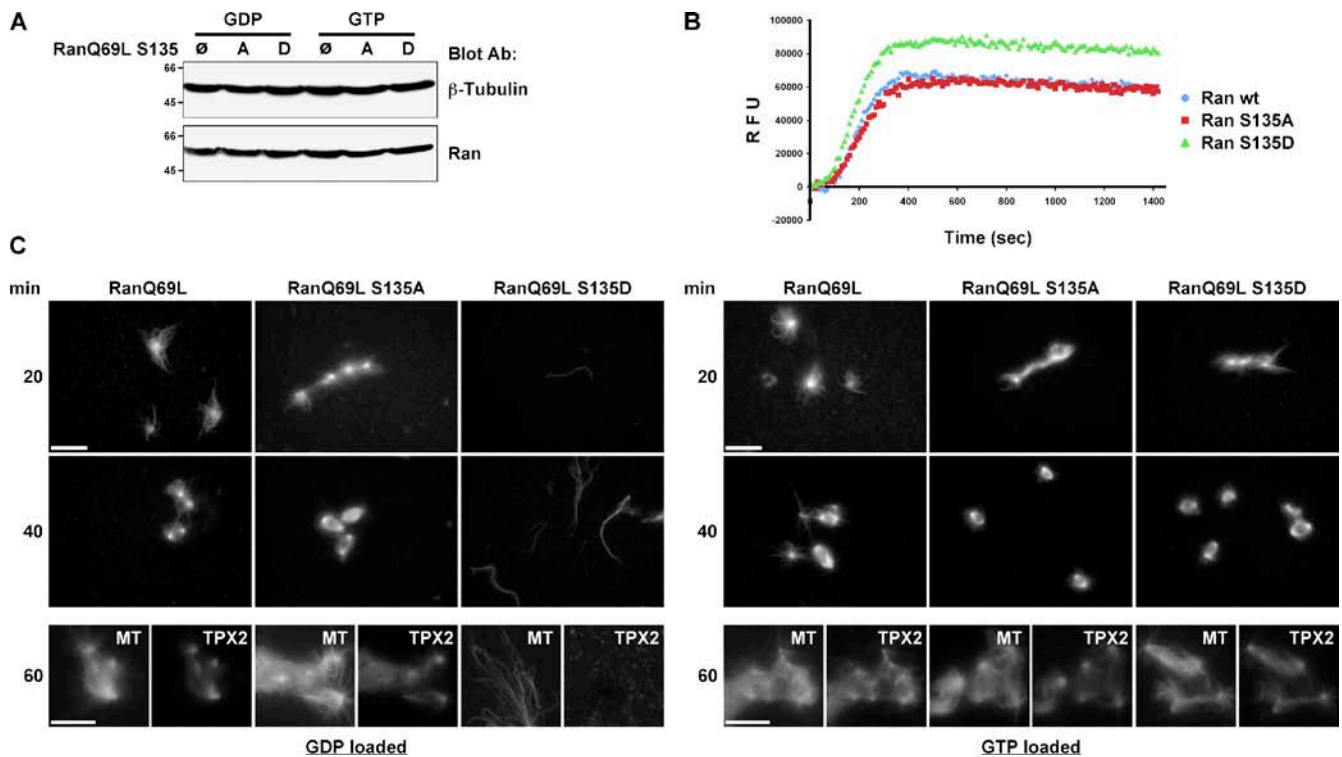 A
GDP GTP
RanQ69L S135 Ø A D Ø A D Blot Ab:
66
45
β-Tubulin
66
45
Ran
B
100000
80000
60000
40000
20000
0
-20000
R F U
0 200 400 600 800 1000 1200 1400
Time (sec)
Ran wt
Ran S135A
Ran S135D
C
min RanQ69L RanQ69L S135A RanQ69L S135D
20
40
60
MT TPX2 MT TPX2 MT TPX2
GDP loaded
min RanQ69L RanQ69L S135A RanQ69L S135D
20
40
60
MT TPX2 MT TPX2 MT TPX2
GTP loaded